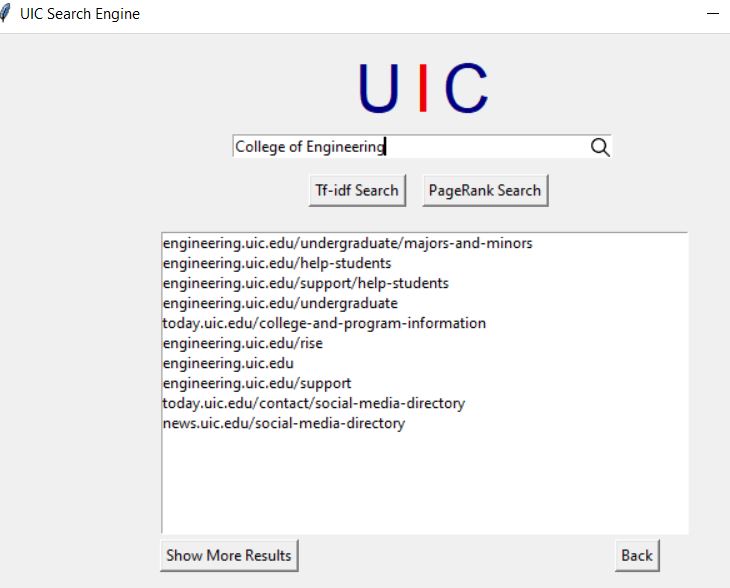 UIC Search Engine
U I C
College of Engineering
Tf-idf Search PageRank Search
engineering.uic.edu/undergraduate/majors-and-minors
engineering.uic.edu/help-students
engineering.uic.edu/support/help-students
engineering.uic.edu/undergraduate
today.uic.edu/college-and-program-information
engineering.uic.edu/rise
engineering.uic.edu
engineering.uic.edu/support
today.uic.edu/contact/social-media-directory
news.uic.edu/social-media-directory
Show More Results Back